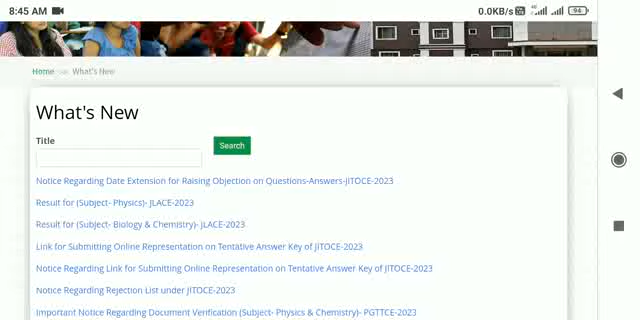 8:45 AM 0.0KB/s 94
Home What's New
What's New
Title
Search
Notice Regarding Date Extension for Raising Objection on Questions-Answers-JITOCE-2023
Result for (Subject- Physics)- JLACE-2023
Result for (Subject- Biology & Chemistry)- JLACE-2023
Link for Submitting Online Representation on Tentative Answer Key of JITOCE-2023
Notice Regarding Link for Submitting Online Representation on Tentative Answer Key of JITOCE-2023
Notice Regarding Rejection List under JITOCE-2023
Important Notice Regarding Document Verification (Subject- Physics & Chemistry)- PGTTCE-2023